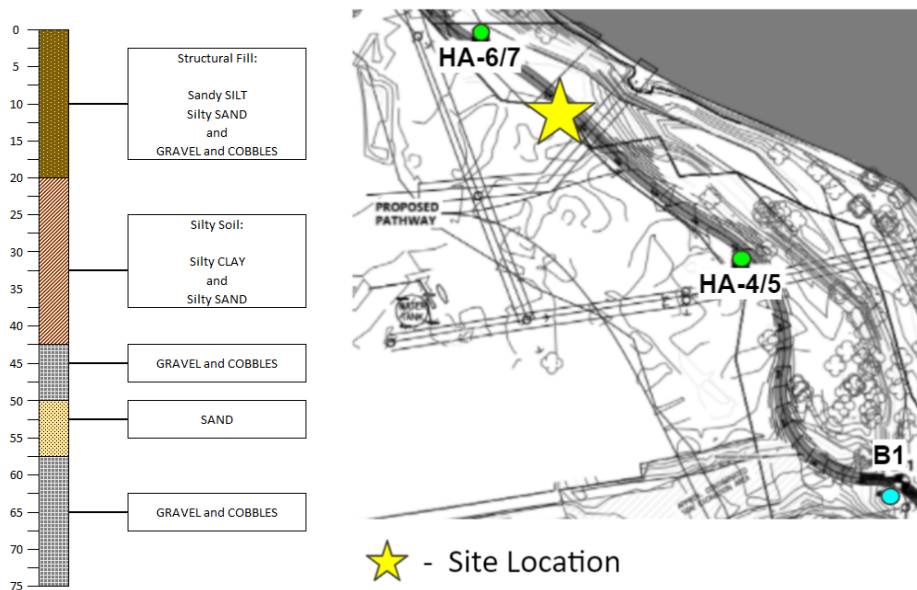 0
5
10
15
20
25
30
35
40
45
50
55
60
65
70
75
Structural Fill:
Sandy SILT
Silty SAND
and
GRAVEL and COBBLES
Silty Soil:
Silty CLAY
and
Silty SAND
GRAVEL and COBBLES
SAND
GRAVEL and COBBLES
HA-6/7
PROPOSED
PATHWAY
HA-4/5
WATER
TANK
B1
- Site Location